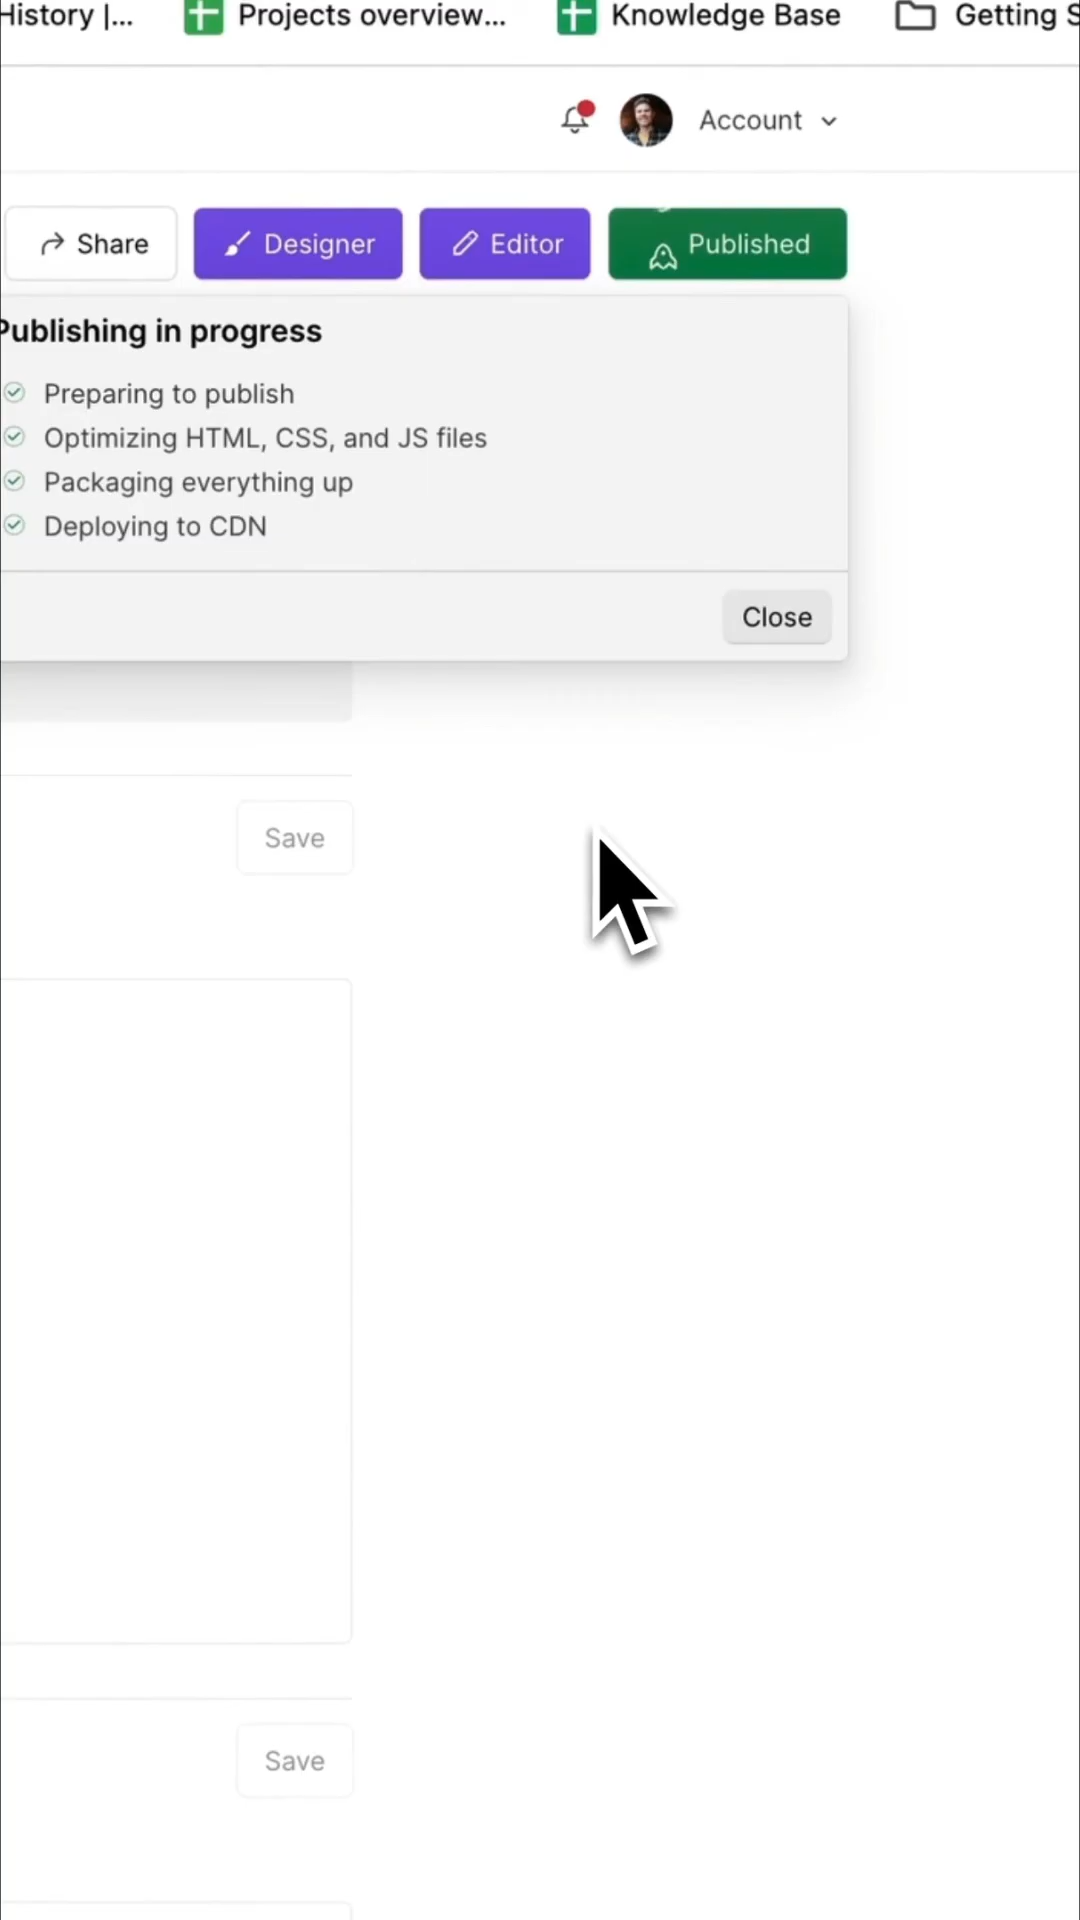 History |... Projects overview... Knowledge Base Getting S
Account
Share Designer Editor Published
Publishing in progress
Preparing to publish
Optimizing HTML, CSS, and JS files
Packaging everything up
Deploying to CDN
Close
Save
Save